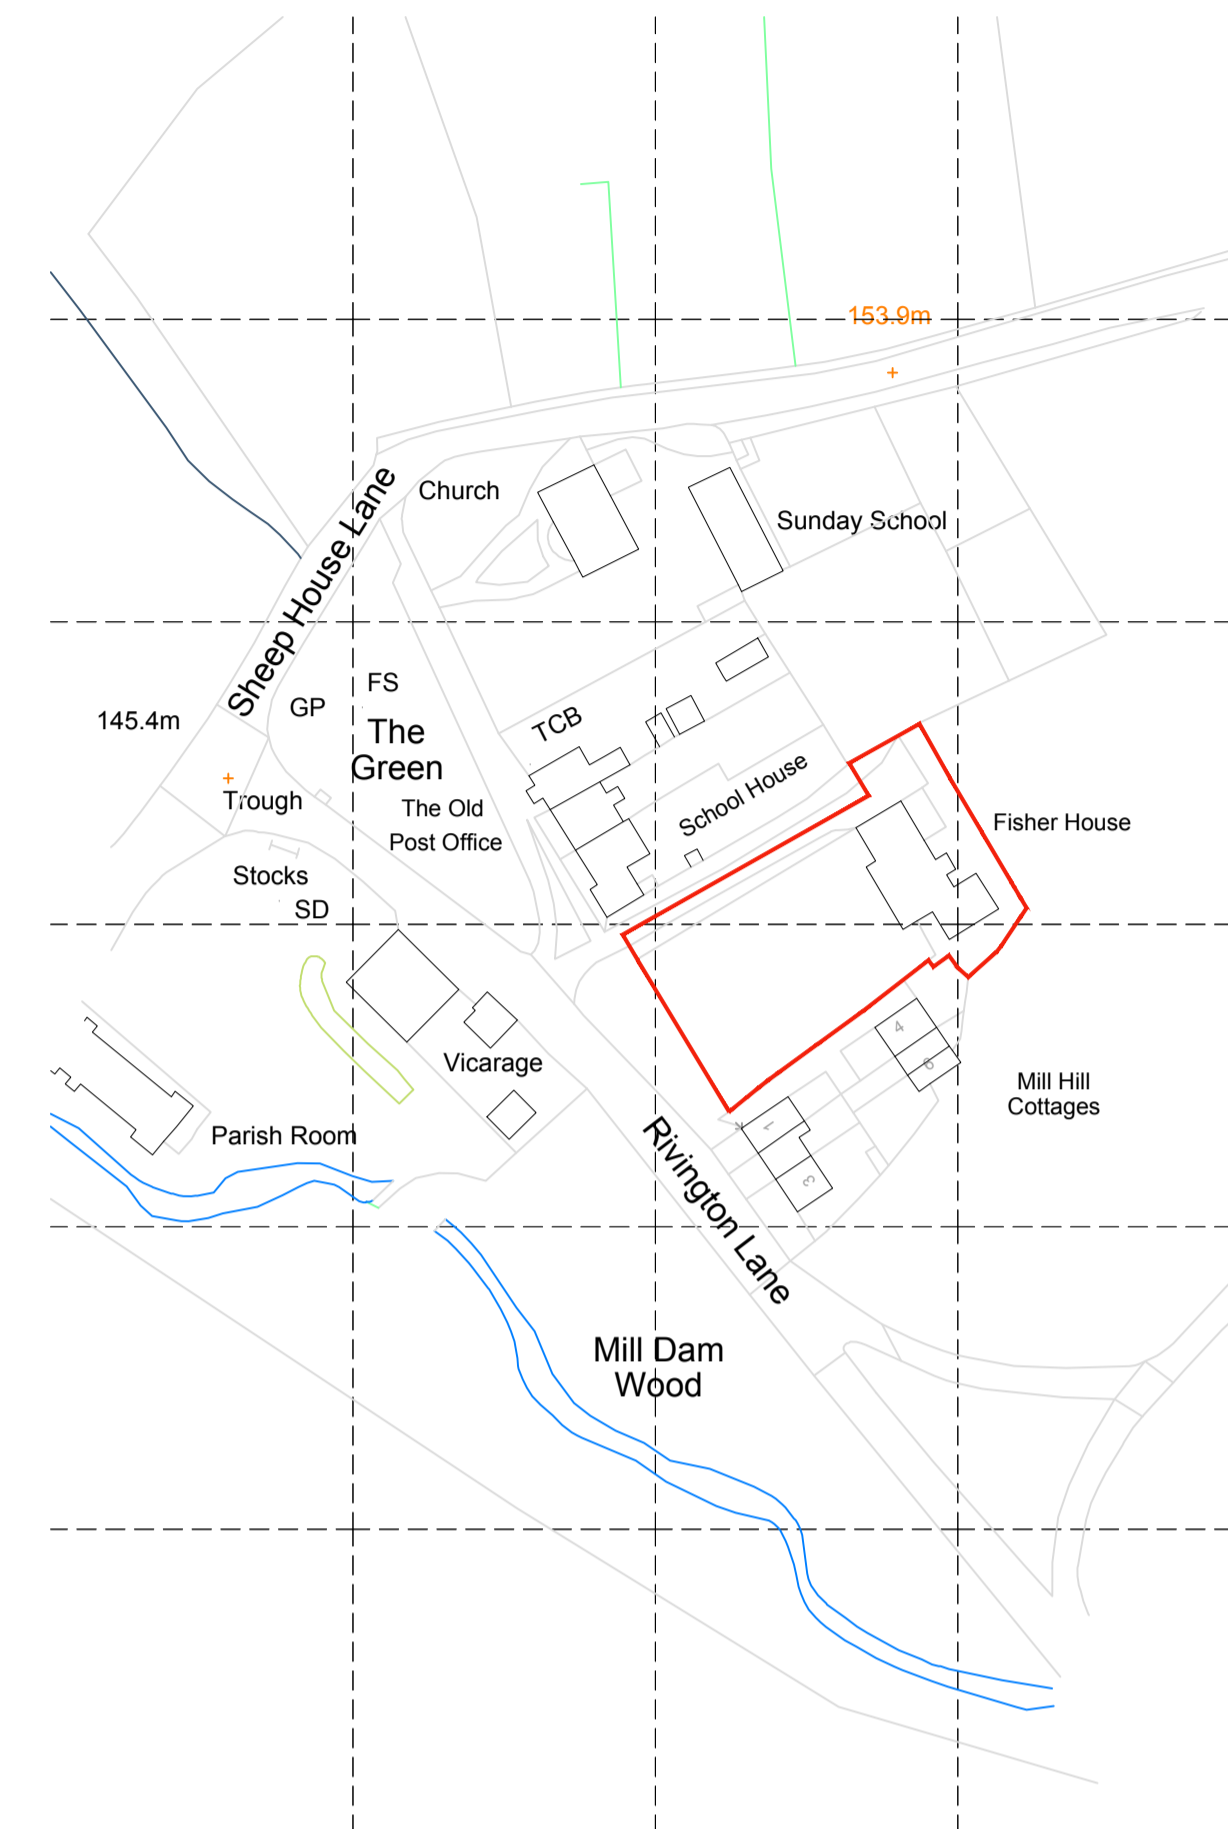 153.9m
Church
Sunday School
Sheep House Lane
FS
GP
145.4m
TCB
The
Green
School House
Trough
The Old
Post Office
Fisher House
Stocks
SD
4
6
Vicarage
Mill Hill
Cottages
1
Parish Room
3
Rivington Lane
Mill Dam
Wood